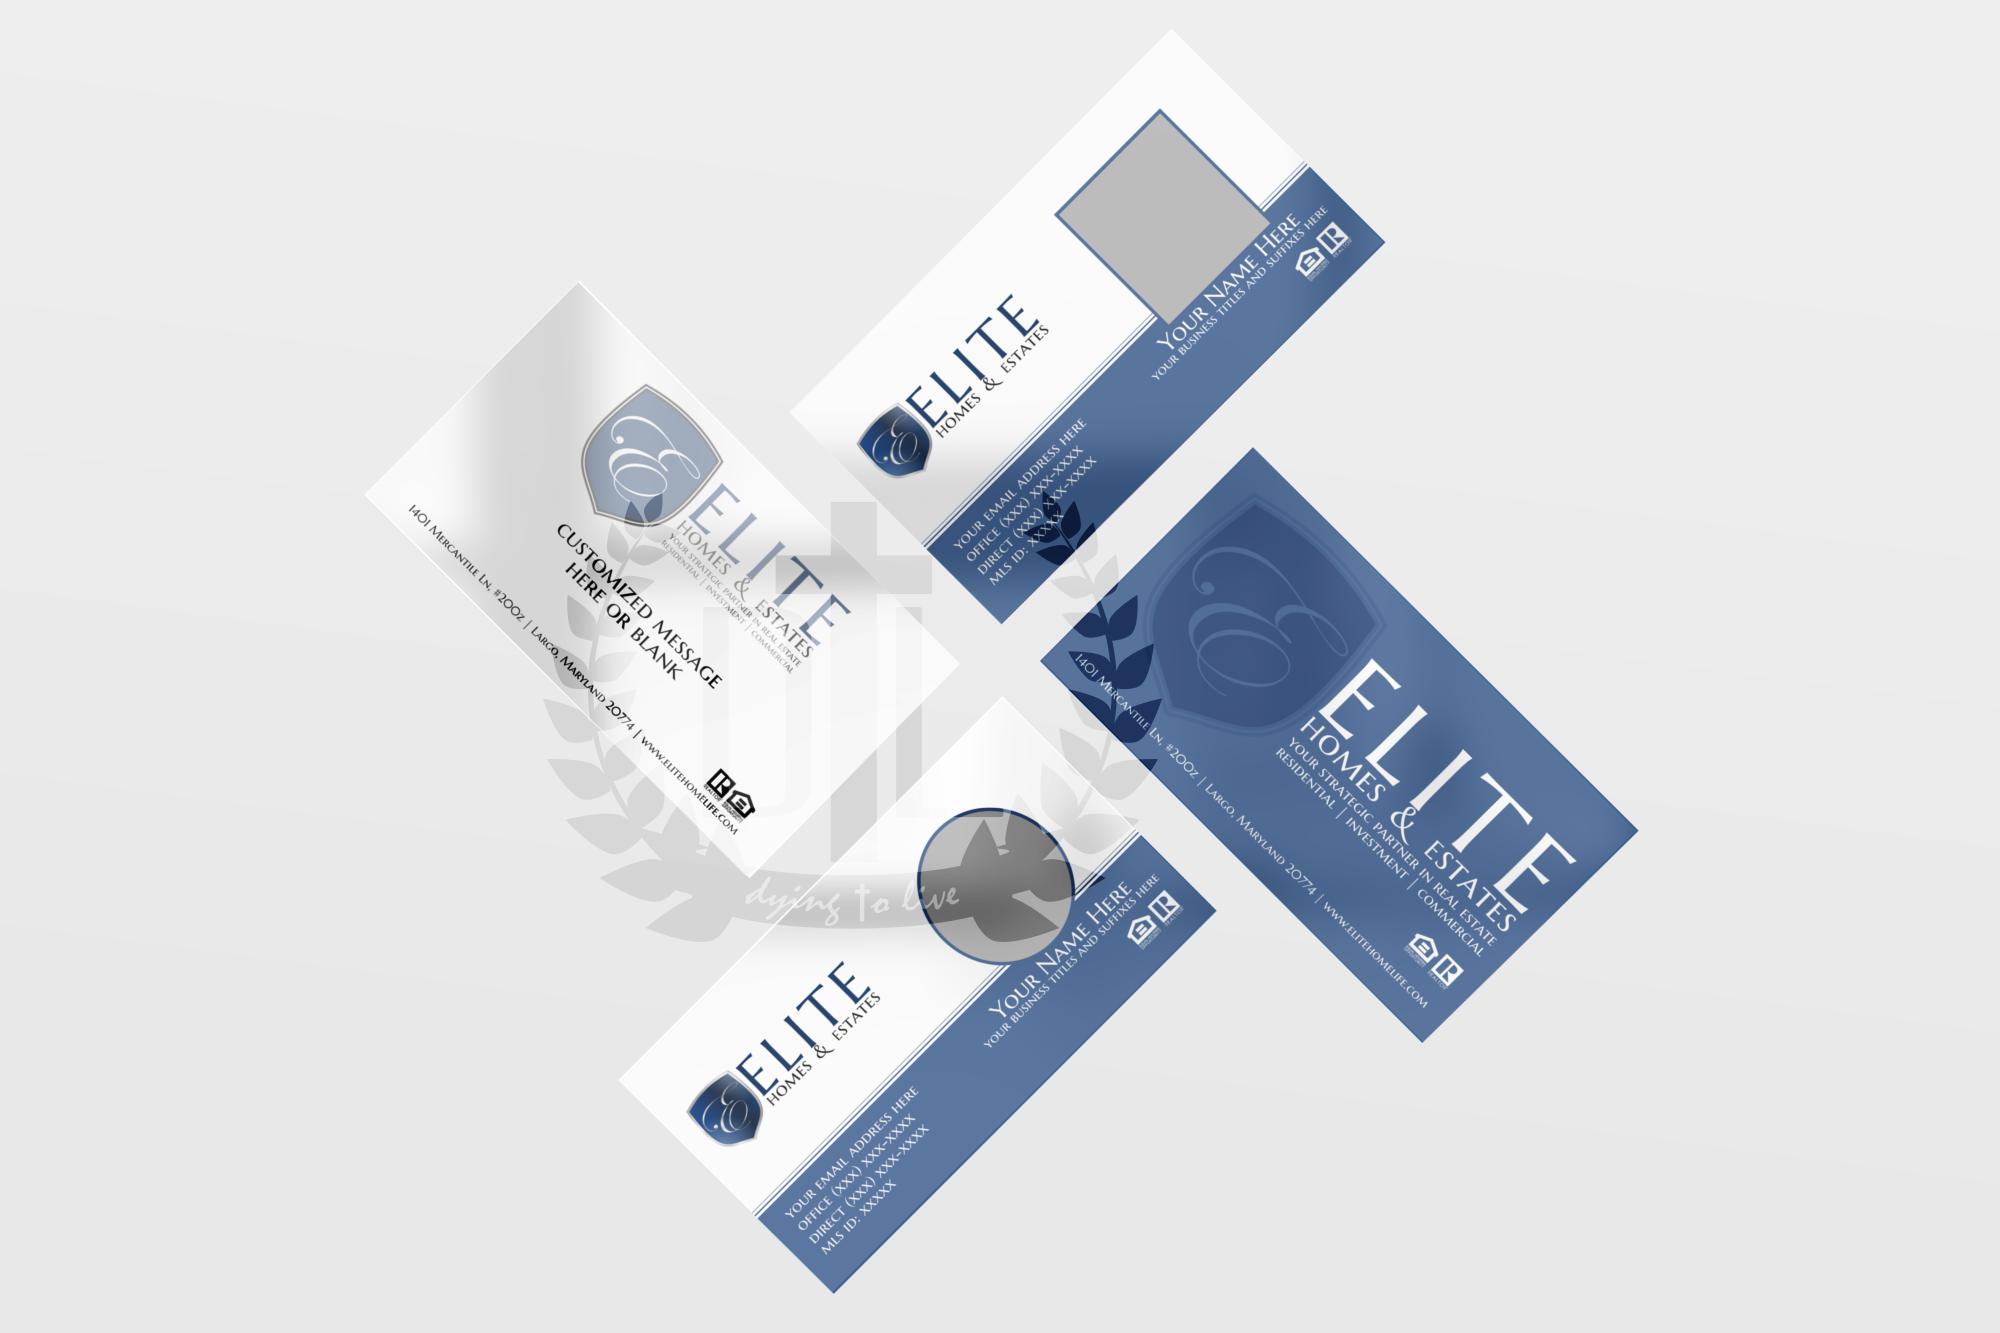 ELITE
HOMES & ESTATES
YOUR NAME HERE
YOUR BUSINESS TITLES AND SUFFIXES HERE
REALTOR
YOUR EMAIL ADDRESS HERE
OFFICE (XXX) XXX-XXXX
DIRECT (XXX) XXX-XXXX
MLS ID: XXXXX
ELITE
HOMES & ESTATES
YOUR STRATEGIC PARTNER IN REAL ESTATE
RESIDENTIAL | INVESTMENT | COMMERCIAL
CUSTOMIZED MESSAGE
HERE OR BLANK
REALTOR
1401 MERCANTILE LN, #200Z | LARGO, MARYLAND 20774 | WWW.ELITEHOMELIFE.COM
ELITE
HOMES & ESTATES
YOUR STRATEGIC PARTNER IN REAL ESTATE
RESIDENTIAL | INVESTMENT | COMMERCIAL
REALTOR
1401 MERCANTILE LN, #200Z | LARGO, MARYLAND 20774 | WWW.ELITEHOMELIFE.COM
ELITE
HOMES & ESTATES
YOUR NAME HERE
YOUR BUSINESS TITLES AND SUFFIXES HERE
REALTOR
YOUR EMAIL ADDRESS HERE
OFFICE (XXX) XXX-XXXX
DIRECT (XXX) XXX-XXXX
MLS ID: XXXXX
DTL
dying to live